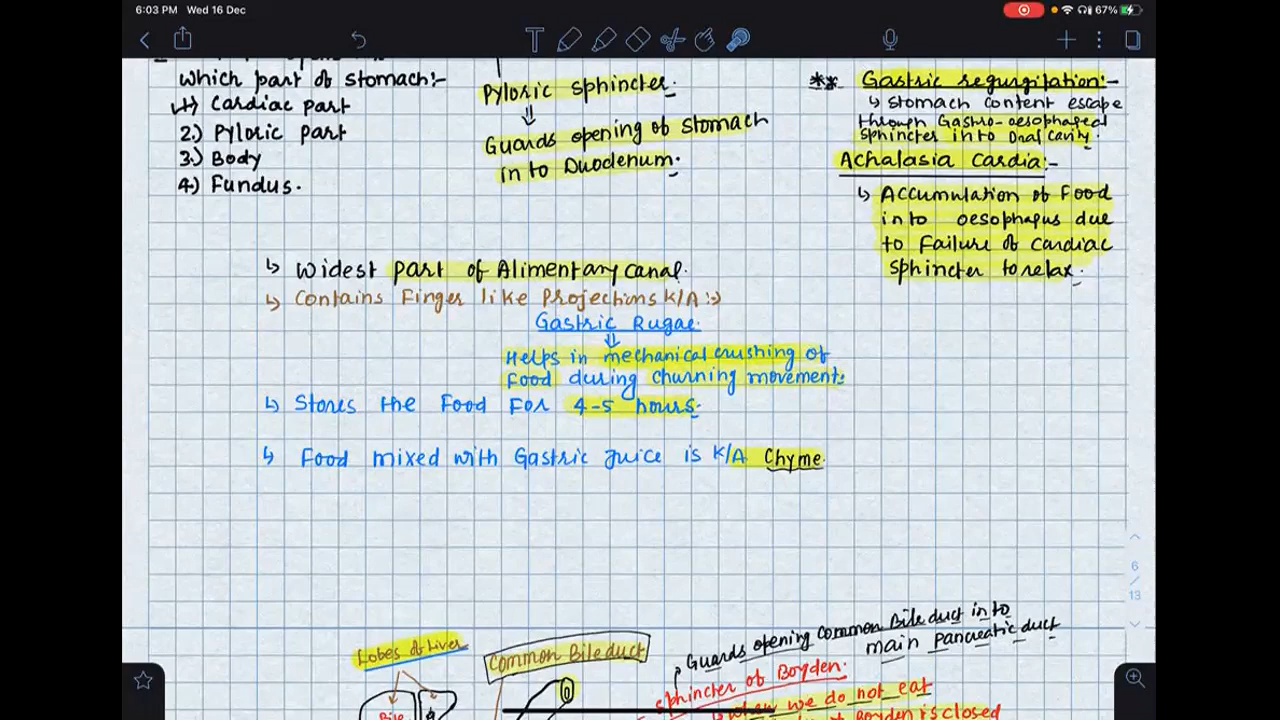 6:03 PM Wed 16 Dec
67%
Which part of stomach:-
1) Cardiac part
2) Pyloric part
3) Body
4) Fundus.
Pyloric sphincter.
Guards opening of stomach
in to Duodenum.
** Gastric regurgitation:-
↳ stomach content escape
through Gastro-oesophageal
sphincter into Oral cavity.
Achalasia Cardia:-
↳ Accumulation of Food
into oesophagus due
to Failure of cardiac
sphincter to relax.
↳ Widest part of Alimentary canal.
↳ Contains Finger like Projections K/A :→
Gastric Rugae.
Helps in mechanical crushing of
Food during churning movement.
↳ Stores the Food For 4-5 hours.
↳ Food mixed with Gastric Juice is K/A Chyme.
6
/
13
Lobes of Liver
Common Bile duct
Guards opening Common Bile duct in to
main pancreatic duct
sphincter of Boyden.
↳ when we do not eat
of Boyden is closed